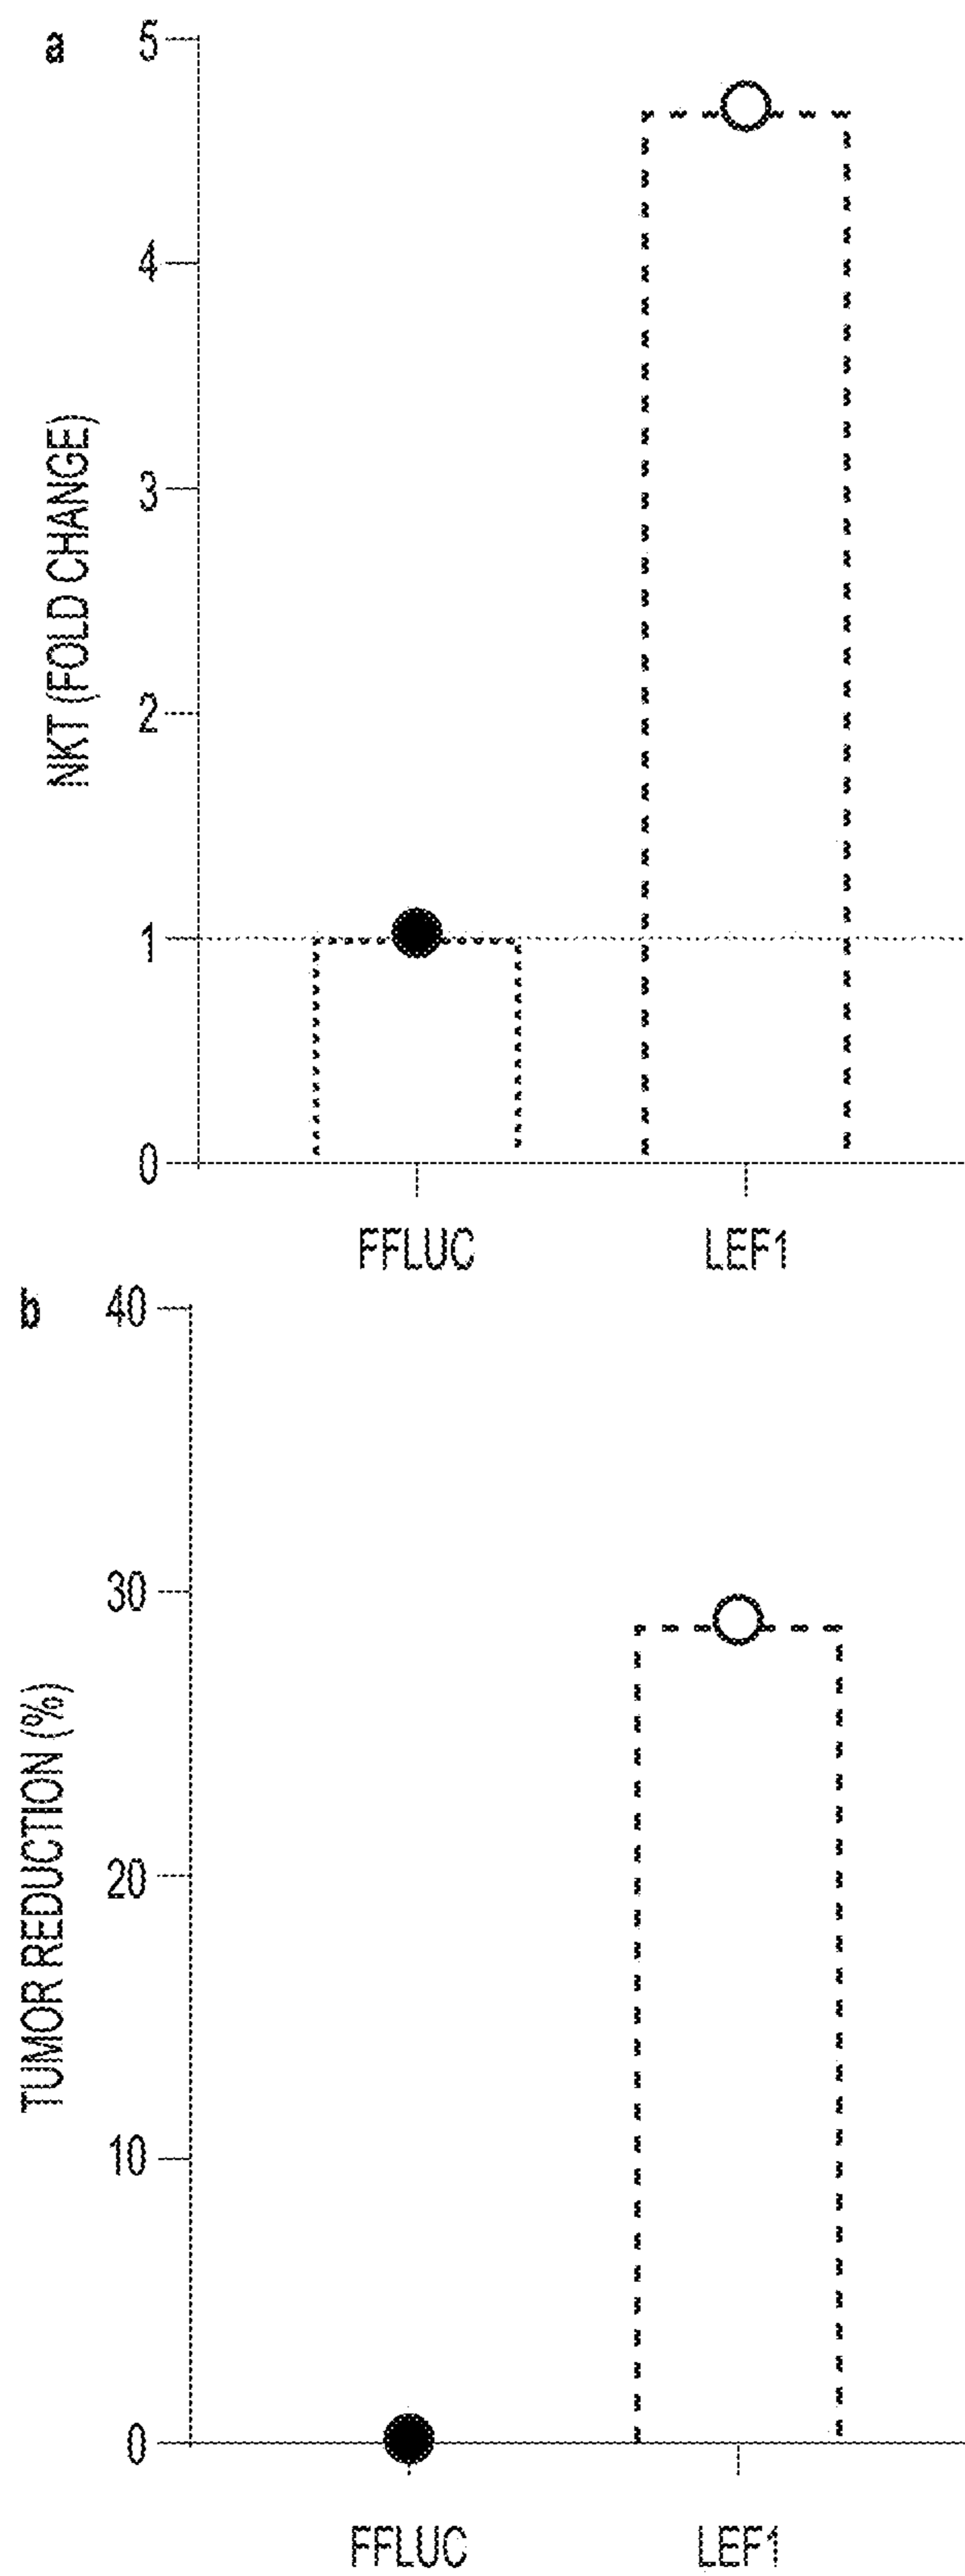 a
5
4
3
2
1
0
NKT (FOLD CHANGE)
FFLUC
LEF1
b
40
30
20
10
0
TUMOR REDUCTION (%)
FFLUC
LEF1